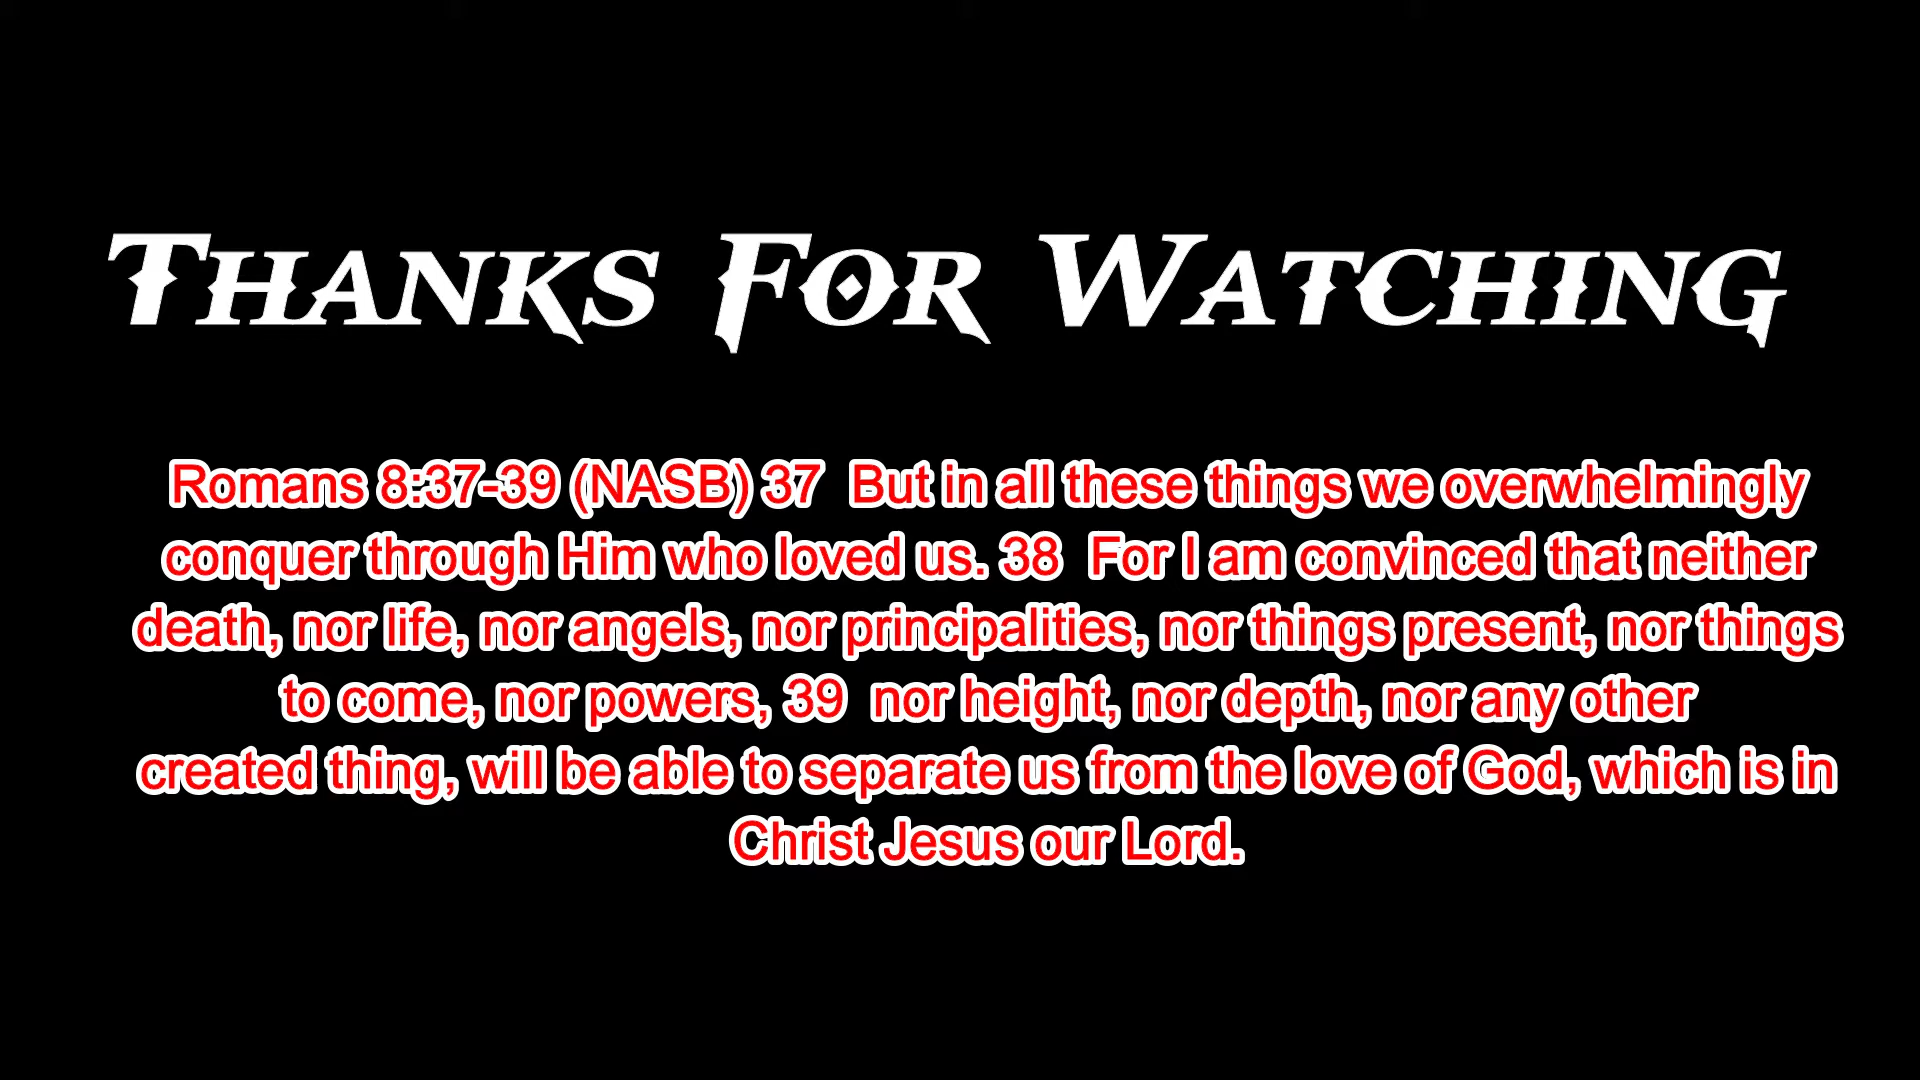 Thanks For Watching
Romans 8:37-39 (NASB) 37  But in all these things we overwhelmingly
conquer through Him who loved us. 38  For I am convinced that neither
death, nor life, nor angels, nor principalities, nor things present, nor things
to come, nor powers, 39  nor height, nor depth, nor any other
created thing, will be able to separate us from the love of God, which is in
Christ Jesus our Lord.